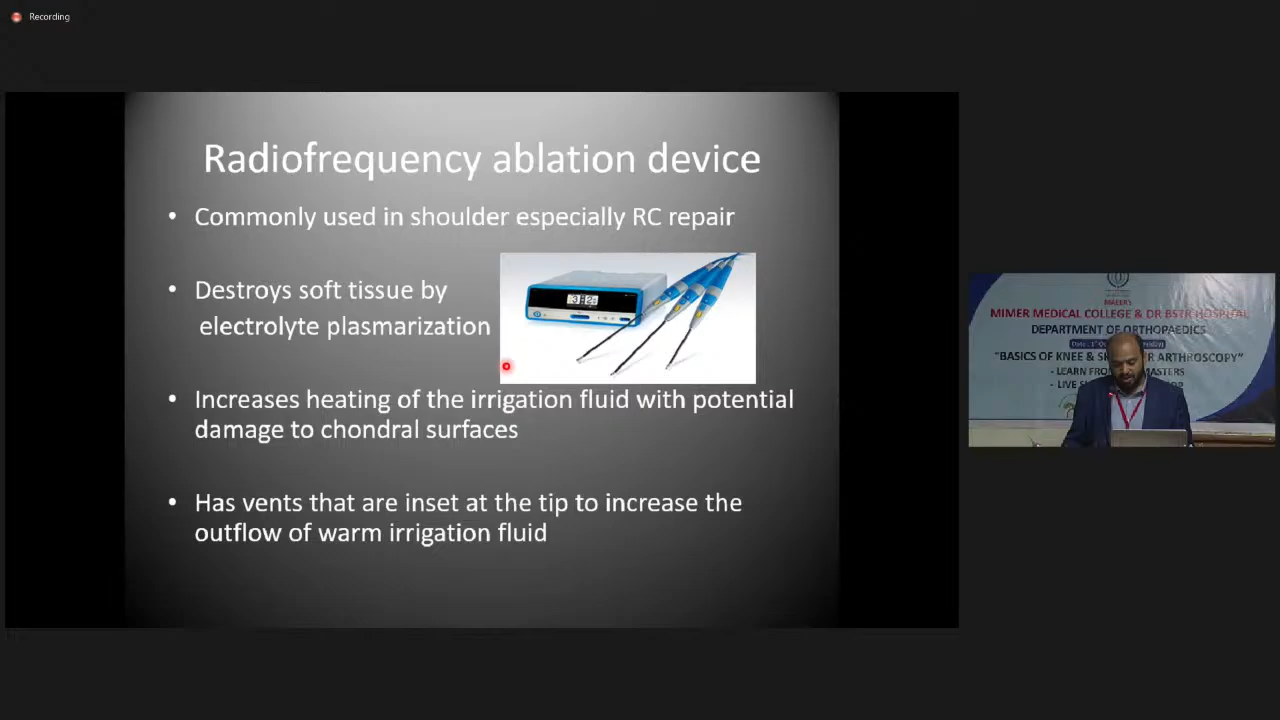 Recording
Radiofrequency ablation device
• Commonly used in shoulder especially RC repair
• Destroys soft tissue by
electrolyte plasmarization
• Increases heating of the irrigation fluid with potential
damage to chondral surfaces
• Has vents that are inset at the tip to increase the
outflow of warm irrigation fluid
MAEER's
MIMER MEDICAL COLLEGE & DR BSTR HOSPITAL
DEPARTMENT OF ORTHOPAEDICS
"BASICS OF KNEE & ARTHROSCOPY"
- LEARN